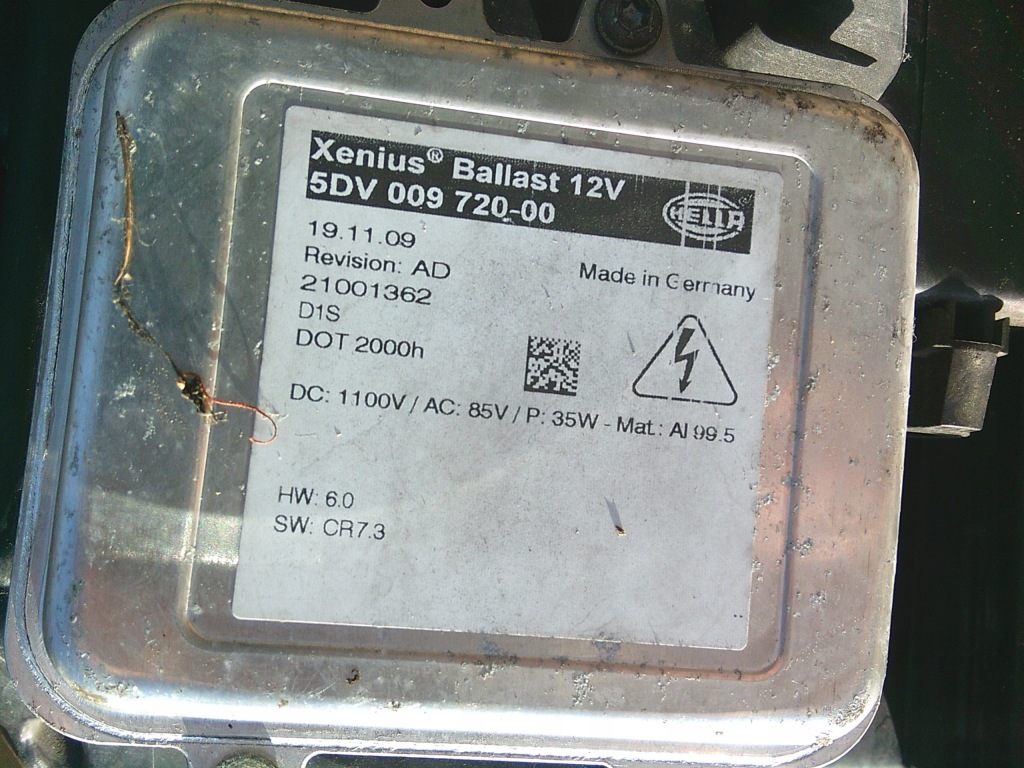 Xenius® Ballast 12V
5DV 009 720-00
HELLA
19.11.09
Revision: AD
Made in Germany
21001362
D1S
DOT 2000h
DC: 1100V / AC: 85V / P: 35W - Mat.: Al 99.5
HW: 6.0
SW: CR7.3